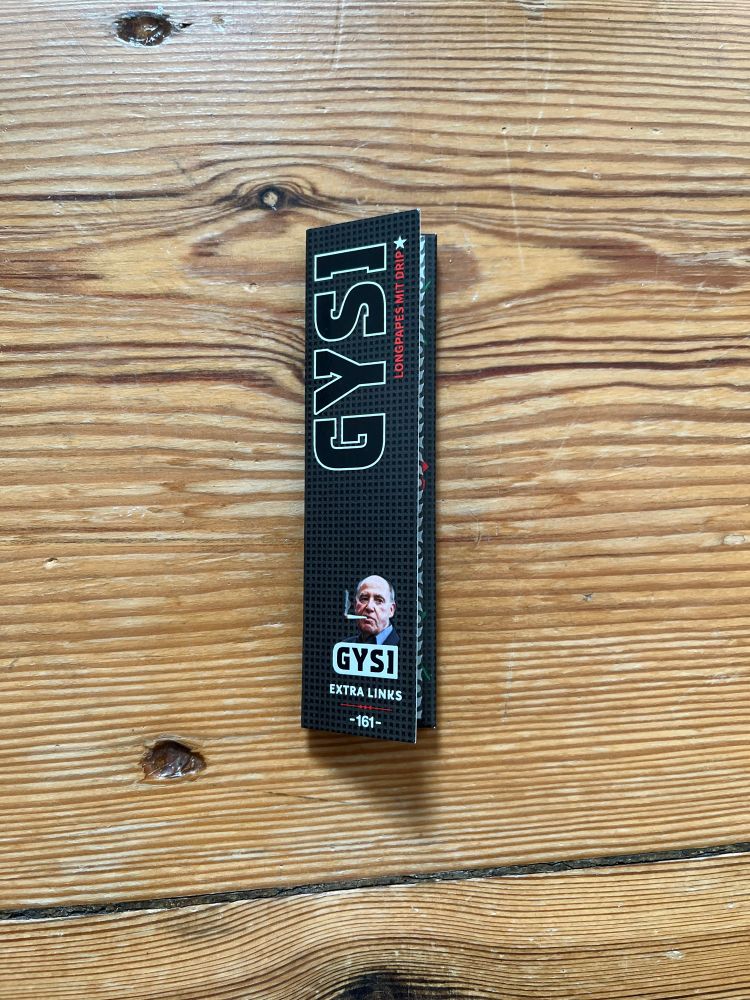 GYSI
LONGPAPES MIT DRIP
GYSI
EXTRA LINKS
-161-